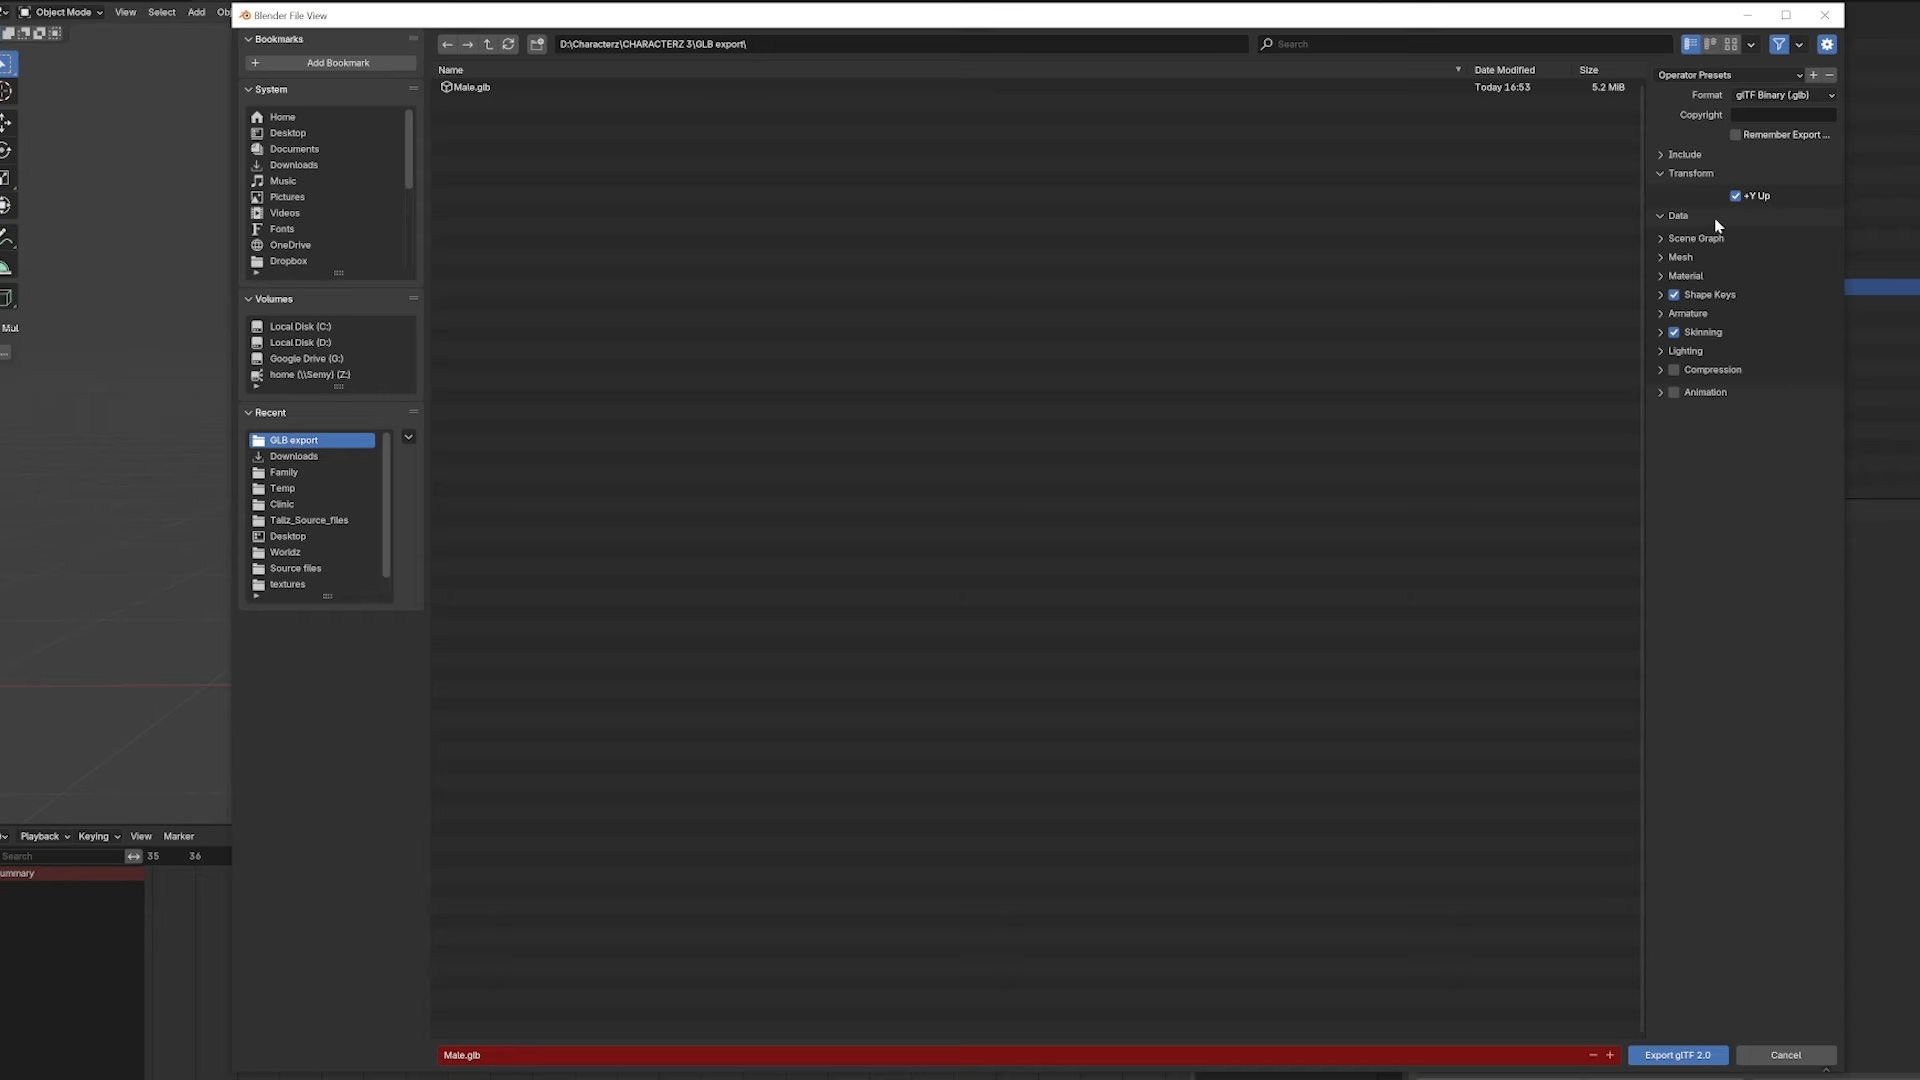 Object Mode View Select Add Obj
Blender File View
Bookmarks
Add Bookmark
System
Home
Desktop
Documents
Downloads
Music
Pictures
Videos
Fonts
OneDrive
Dropbox
Volumes
Local Disk (C:)
Local Disk (D:)
Google Drive (G:)
home (\\Semy) (Z:)
Recent
GLB export
Downloads
Family
Temp
Clinic
Tallz_Source_files
Desktop
Worldz
Source files
textures
D:\Characterz\CHARACTERZ 3\GLB export\
Search
Name Date Modified Size
Male.glb Today 16:53 5.2 MiB
Operator Presets
Format glTF Binary (.glb)
Copyright
Remember Export ...
Include
Transform
+Y Up
Data
Scene Graph
Mesh
Material
Shape Keys
Armature
Skinning
Lighting
Compression
Animation
Mul
...
Playback Keying View Marker
Search 35 36
ummary
Male.glb
Export glTF 2.0 Cancel